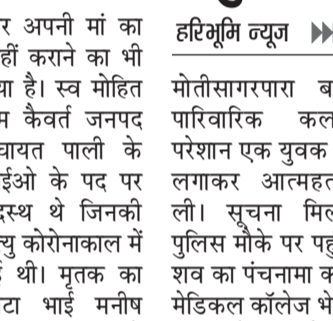 र अपनी मां का
हीं कराने का भी
या है। स्व मोहित
म कैवर्त जनपद
चायत पाली के
ईओ के पद पर
दस्थ थे जिनकी
त्यु कोरोनाकाल में
ई थी। मृतक का
टा भाई मनीष
हरिभूमि न्यूज
मोतीसागरपारा ब
पारिवारिक कल
परेशान एक युवक
लगाकर आत्महत
ली। सूचना मिल
पुलिस मौके पर पहु
शव का पंचनामा क
मेडिकल कॉलेज भे